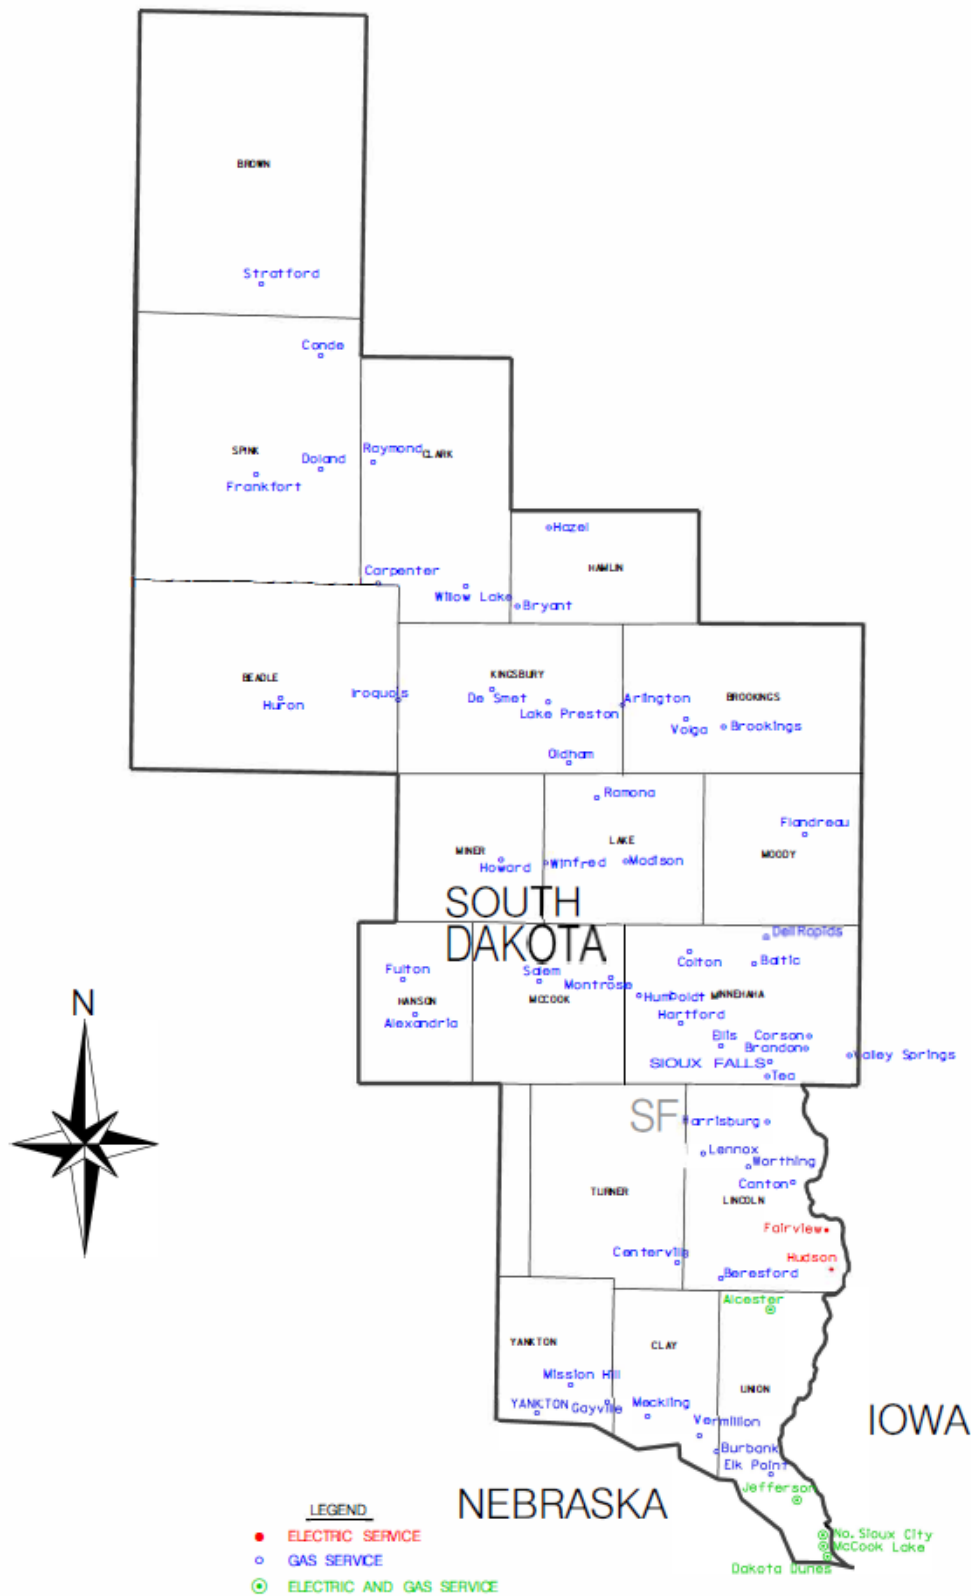 BROWN
Stratford
Conde
SPINK
Doland
Raymond
CLARK
Frankfort
Hazel
HAMLIN
Carpenter
Willow Lake
Bryant
BEADLE
KINGSBURY
BROOKINGS
Iroquois
Huron
De Smet
Arlington
Lake Preston
Volga
Brookings
Oldham
Ramona
Flandreau
LAKE
MINER
MOODY
Howard
Winfred
Madison
SOUTH
DAKOTA
Dell Rapids
Colton
Baltic
Fulton
Salem
Montrose
HANSON
MCCOOK
Humboldt
MINNEHAHA
Alexandria
Hartford
Ellis
Corson
Brandon
Valley Springs
SIOUX FALLS
Tea
N
SF
Harrisburg
Lennox
Worthing
Canton
TURNER
LINCOLN
Fairview
Centerville
Hudson
Beresford
Alcester
YANKTON
CLAY
Mission Hill
UNION
YANKTON
Gayville
Meckling
Vermillion
IOWA
Burbank
Elk Point
Jefferson
NEBRASKA
No. Sioux City
McCook Lake
Dakota Dunes
LEGEND
ELECTRIC SERVICE
GAS SERVICE
ELECTRIC AND GAS SERVICE